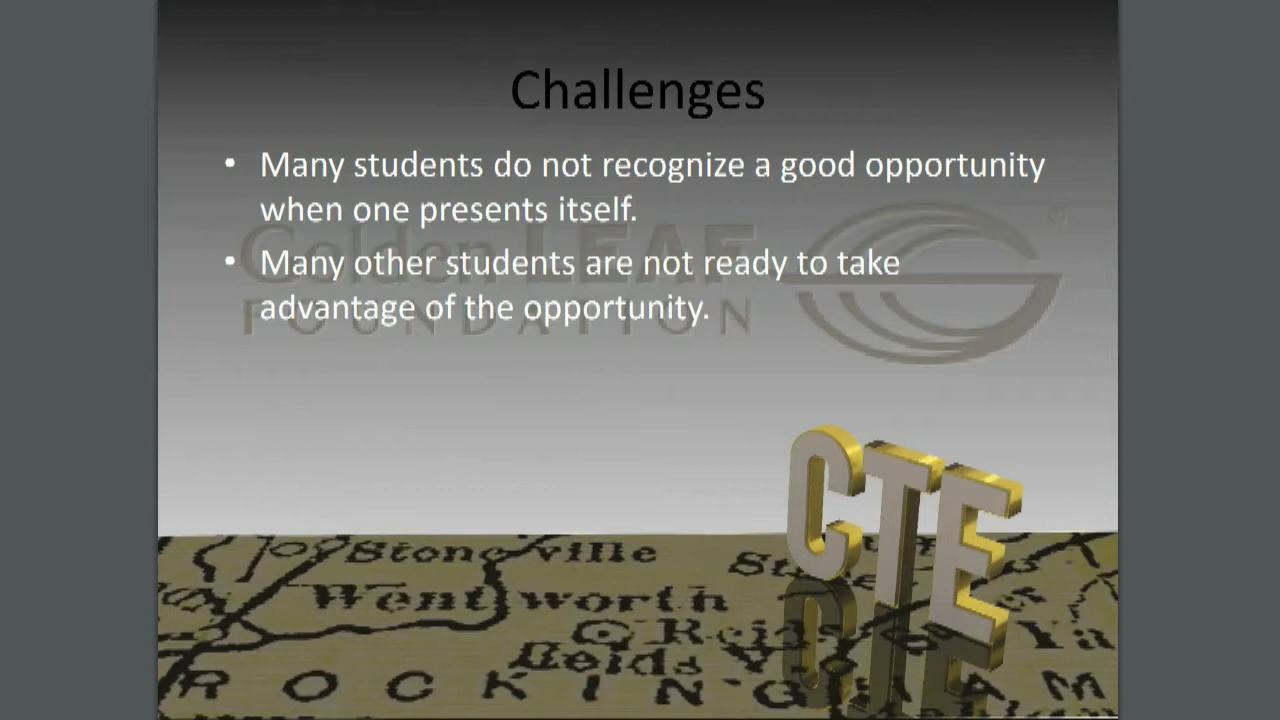 Challenges
• Many students do not recognize a good opportunity
when one presents itself.
Golden LEAF
• Many other students are not ready to take
advantage of the opportunity.
FOUNDATION
CTE
Stoneville
Wentworth
ROCKINGHAM